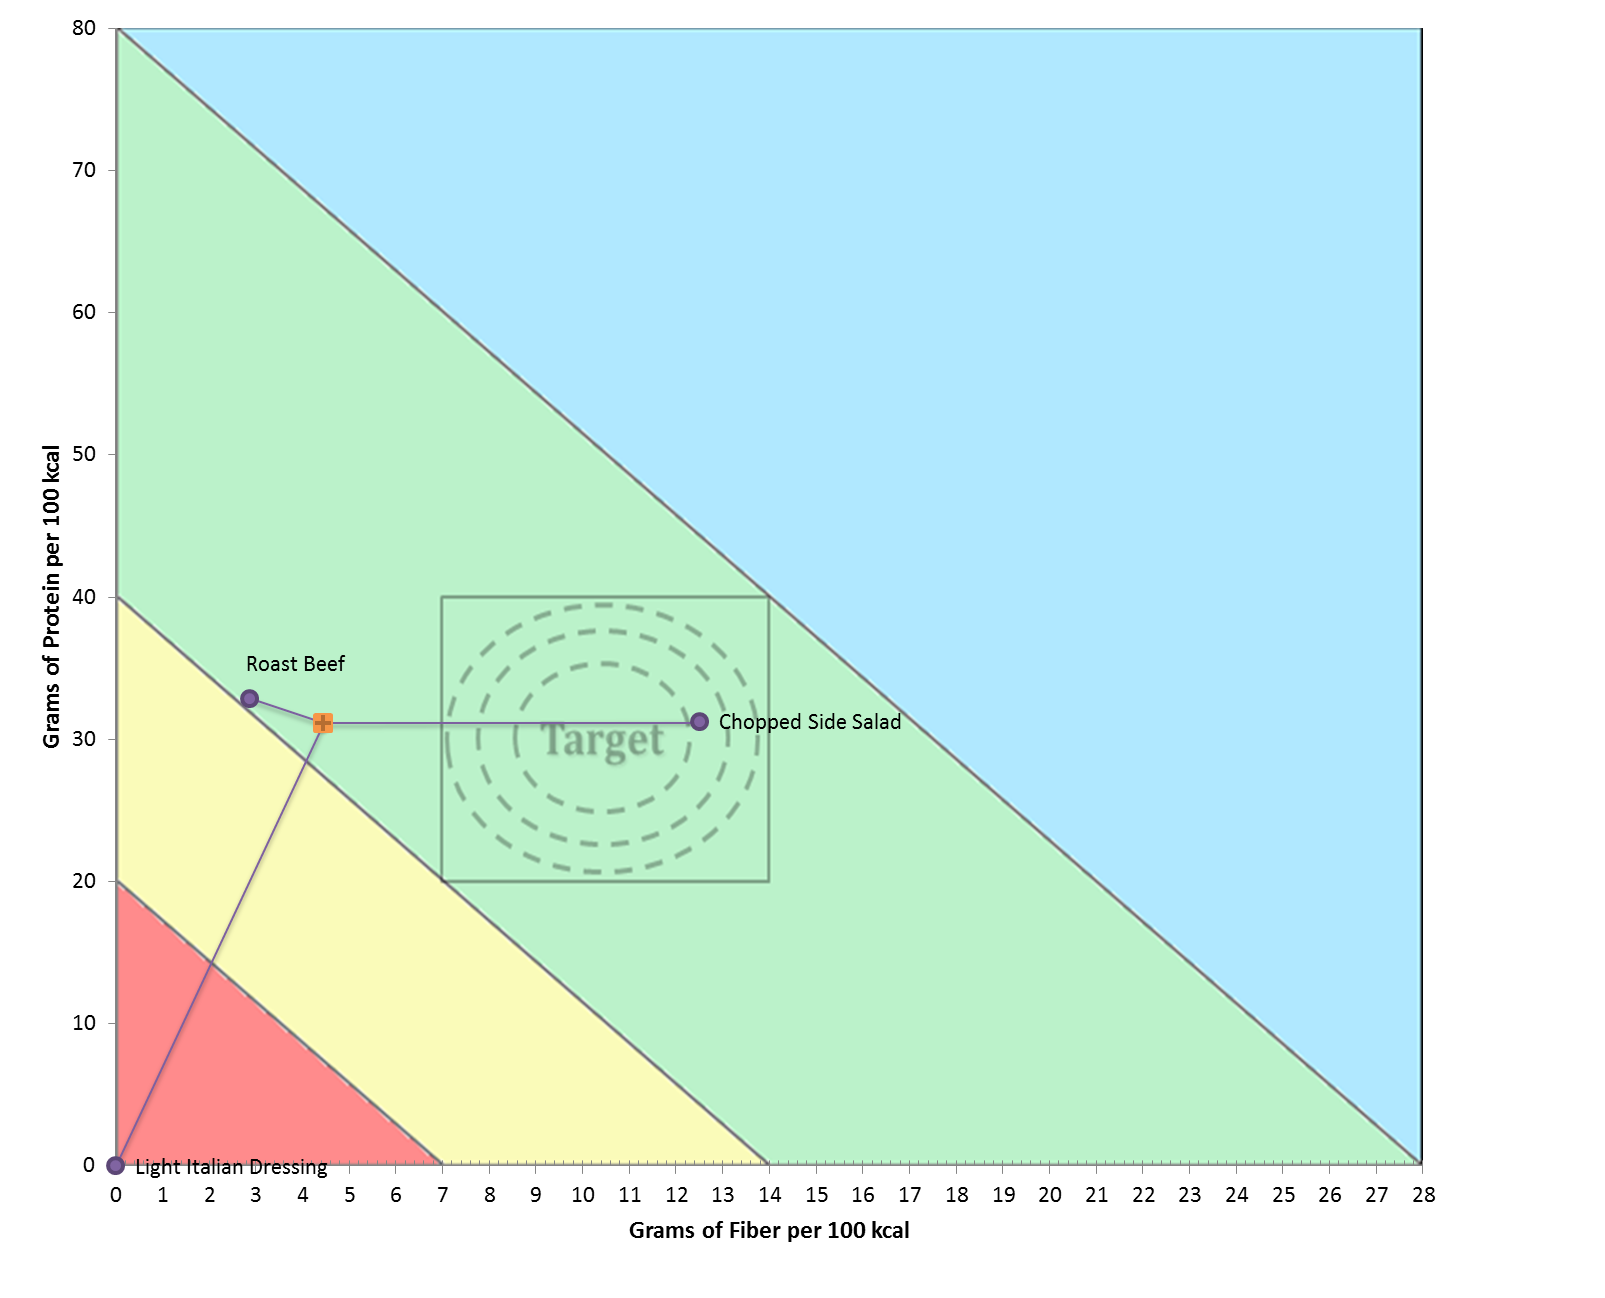 80
70
60
50
40
30
20
10
0
Grams of Protein per 100 kcal
Roast Beef
Chopped Side Salad
Target
Light Italian Dressing
0 1 2 3 4 5 6 7 8 9 10 11 12 13 14 15 16 17 18 19 20 21 22 23 24 25 26 27 28
Grams of Fiber per 100 kcal